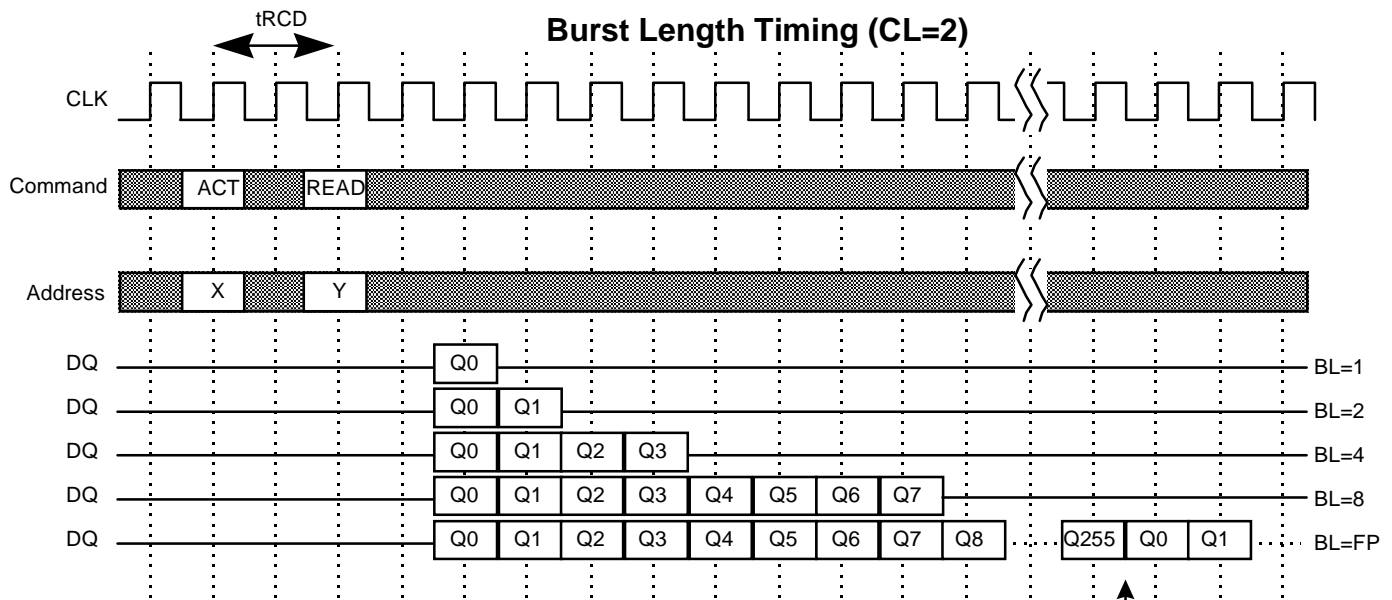 tRCD
Burst Length Timing (CL=2)
CLK
Command ACT READ
Address X Y
DQ Q0 BL=1
DQ Q0 Q1 BL=2
DQ Q0 Q1 Q2 Q3 BL=4
DQ Q0 Q1 Q2 Q3 Q4 Q5 Q6 Q7 BL=8
DQ Q0 Q1 Q2 Q3 Q4 Q5 Q6 Q7 Q8 Q255 Q0 Q1 BL=FP